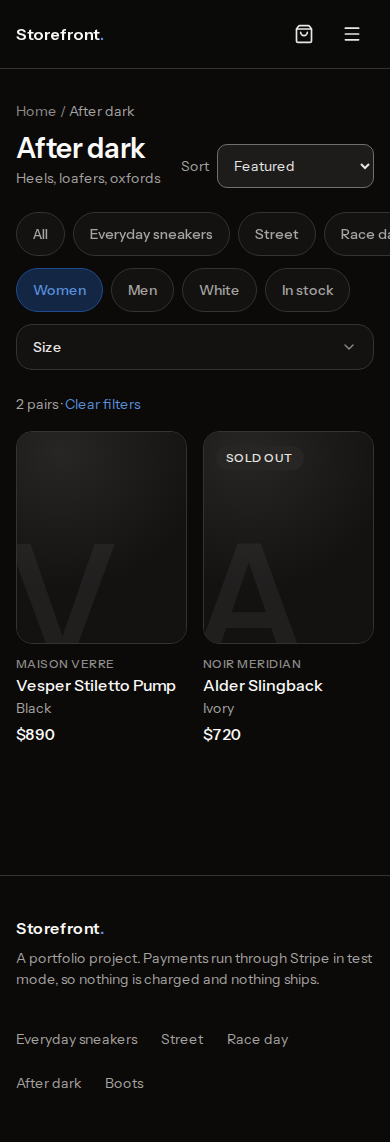 Storefront.
Home / After dark
After dark
Heels, loafers, oxfords
Sort
Featured
All
Everyday sneakers
Street
Race da
Women
Men
White
In stock
Size
2 pairs · Clear filters
V
SOLD OUT
A
MAISON VERRE
Vesper Stiletto Pump
Black
$890
NOIR MERIDIAN
Alder Slingback
Ivory
$720
Storefront.
A portfolio project. Payments run through Stripe in test
mode, so nothing is charged and nothing ships.
Everyday sneakers
Street
Race day
After dark
Boots